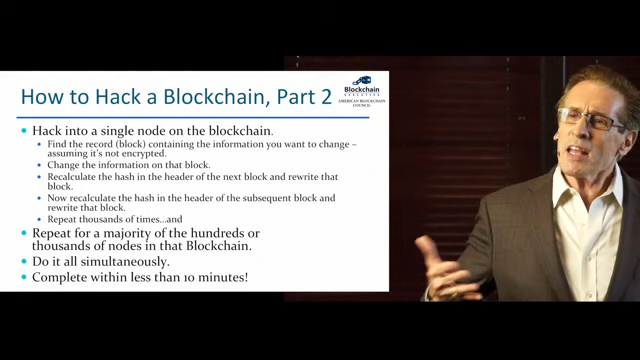 How to Hack a Blockchain, Part 2
Blockchain
EXECUTIVE
AMERICAN BLOCKCHAIN
COUNCIL
Hack into a single node on the blockchain.
Find the record (block) containing the information you want to change –
assuming it's not encrypted.
Change the information on that block.
Recalculate the hash in the header of the next block and rewrite that
block.
Now recalculate the hash in the header of the subsequent block and
rewrite that block.
Repeat thousands of times...and
Repeat for a majority of the hundreds or
thousands of nodes in that Blockchain.
Do it all simultaneously.
Complete within less than 10 minutes!